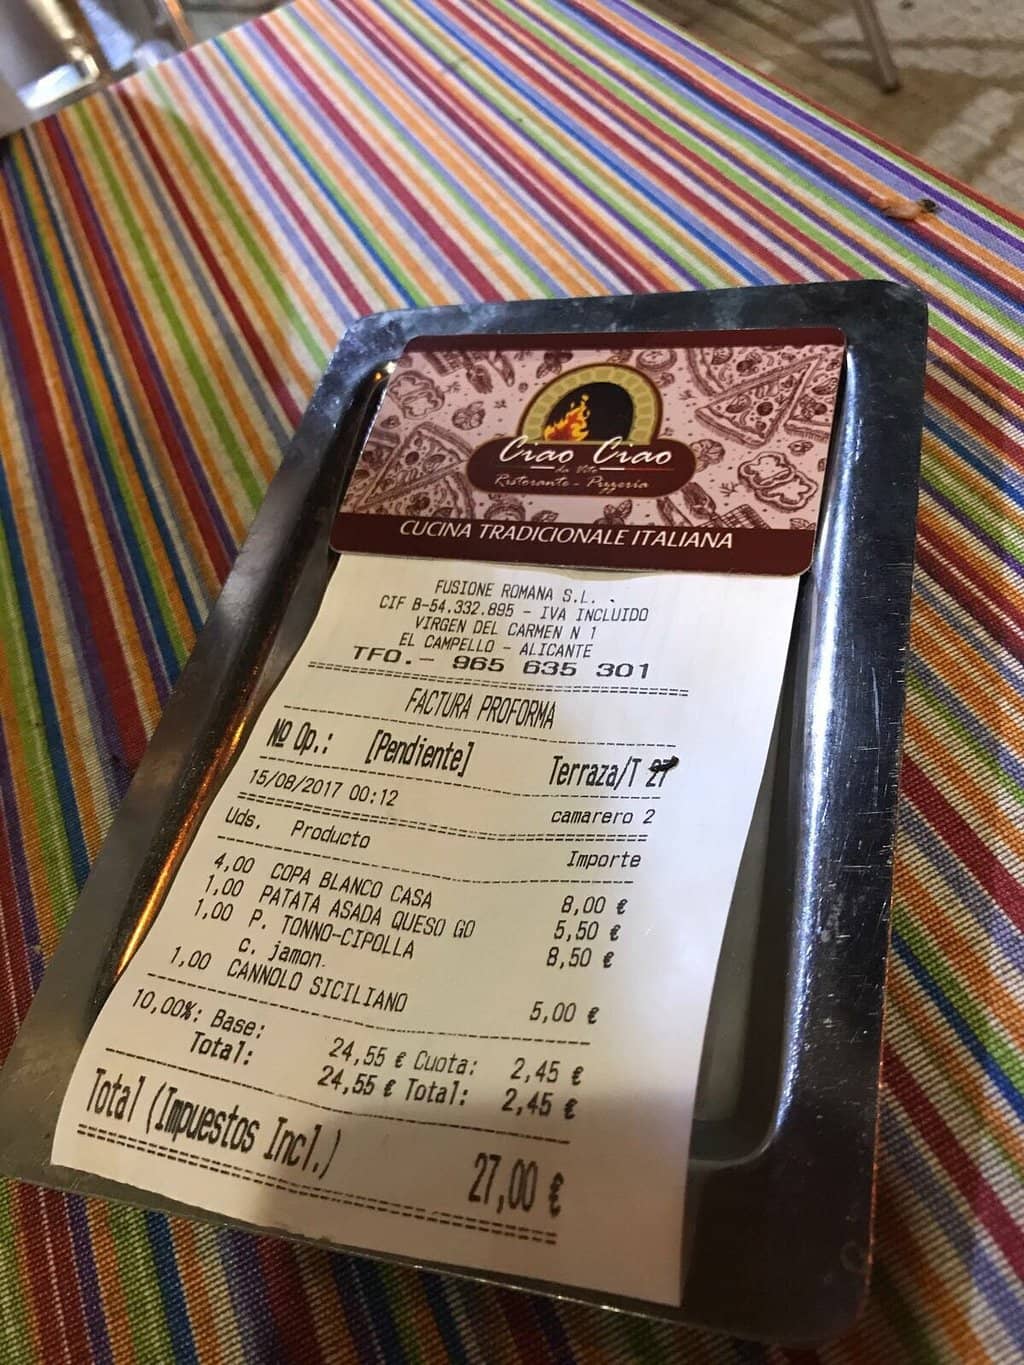 Ciao Ciao
da Vito
Ristorante - Pizzeria
CUCINA TRADICIONALE ITALIANA
FUSIONE ROMANA S.L. .
CIF B-54.332.895 - IVA INCLUIDO
VIRGEN DEL CARMEN N 1
EL CAMPELLO - ALICANTE
TFO.- 965 635 301
FACTURA PROFORMA
Nº Op.: [Pendiente] Terraza/T 27
15/08/2017 00:12 camarero 2
Uds. Producto Importe
4,00 COPA BLANCO CASA 8,00 €
1,00 PATATA ASADA QUESO GO 5,50 €
1,00 P. TONNO-CIPOLLA 8,50 €
c. jamon.
1,00 CANNOLO SICILIANO 5,00 €
10,00%: Base: 24,55 € Cuota: 2,45 €
Total: 24,55 € Total: 2,45 €
Total (Impuestos Incl.) 27,00 €